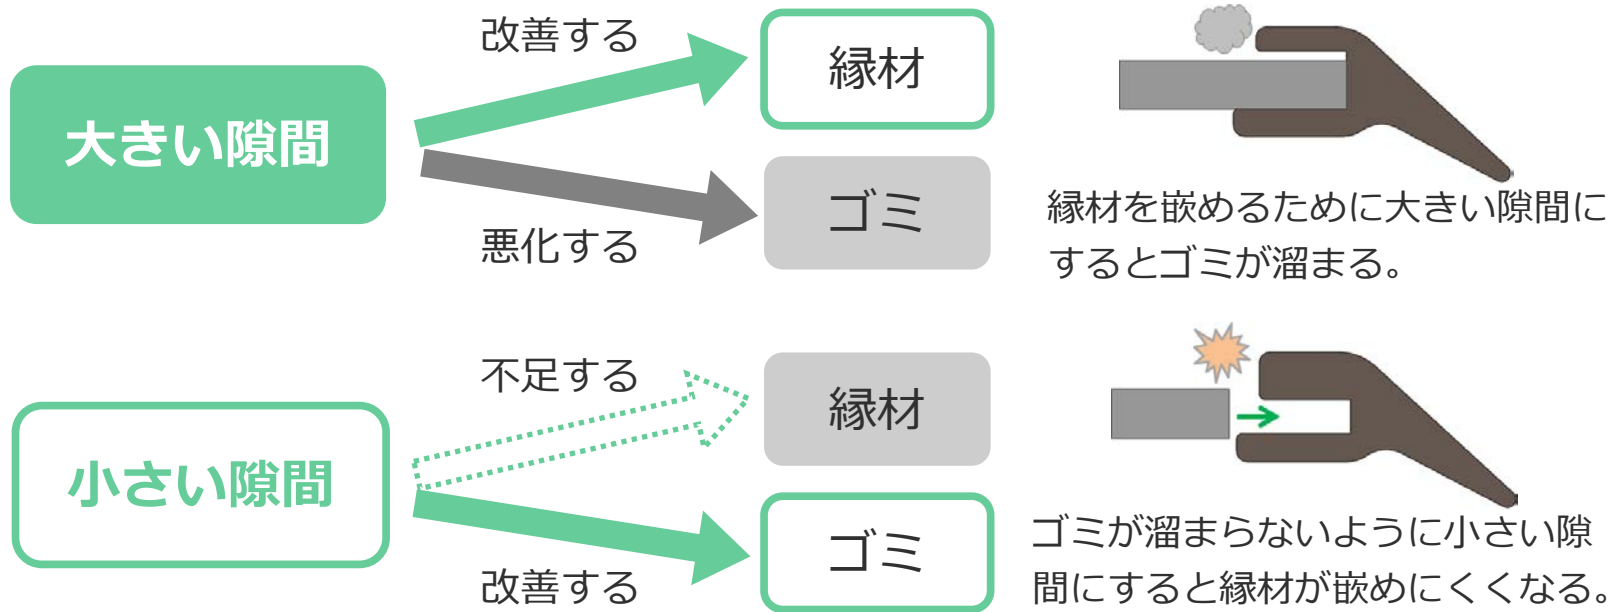 改善する
大きい隙間
縁材
ゴミ
悪化する
縁材を嵌めるために大きい隙間に
するとゴミが溜まる。
不足する
小さい隙間
縁材
ゴミ
改善する
ゴミが溜まらないように小さい隙
間にすると縁材が嵌めにくくなる。